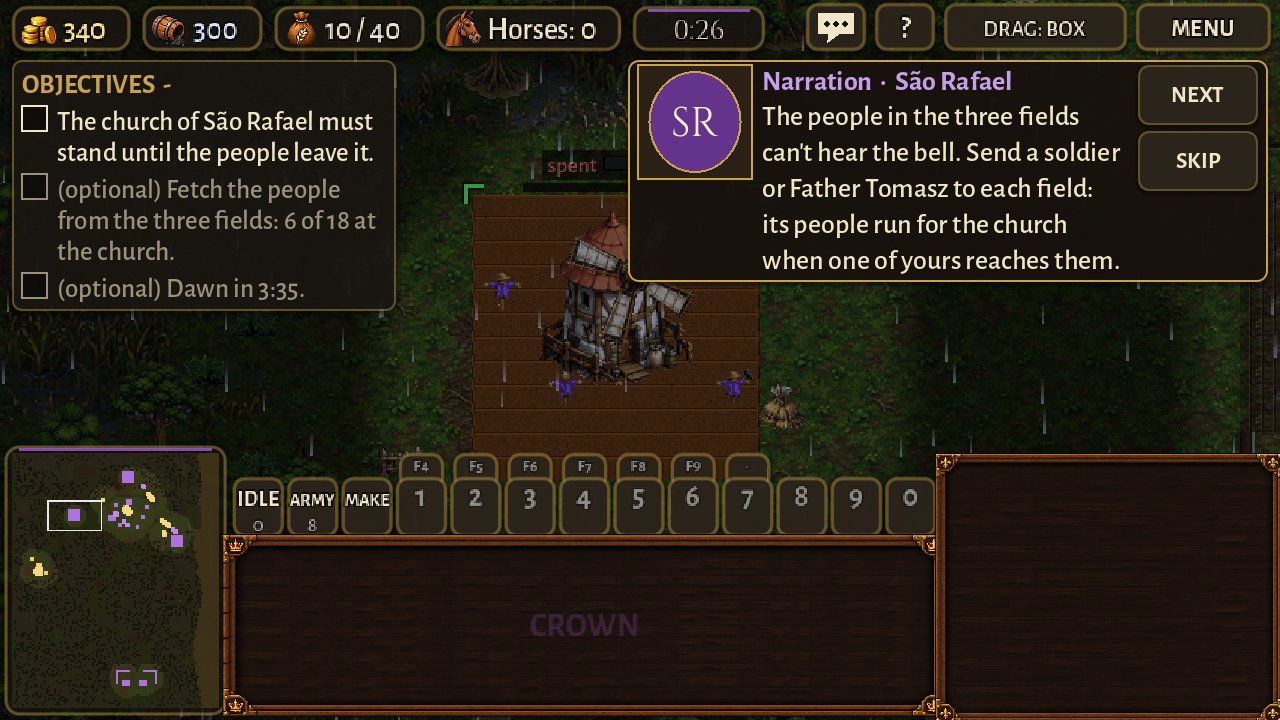 340
300
10 / 40
Horses: 0
0:26
?
DRAG: BOX
MENU
OBJECTIVES -
The church of São Rafael must
stand until the people leave it.
(optional) Fetch the people
from the three fields: 6 of 18 at
the church.
(optional) Dawn in 3:35.
SR
Narration · São Rafael
The people in the three fields
can't hear the bell. Send a soldier
or Father Tomasz to each field:
its people run for the church
when one of yours reaches them.
NEXT
SKIP
spent
F4
F5
F6
F7
F8
F9
IDLE
0
ARMY
8
MAKE
1
2
3
4
5
6
7
8
9
0
CROWN